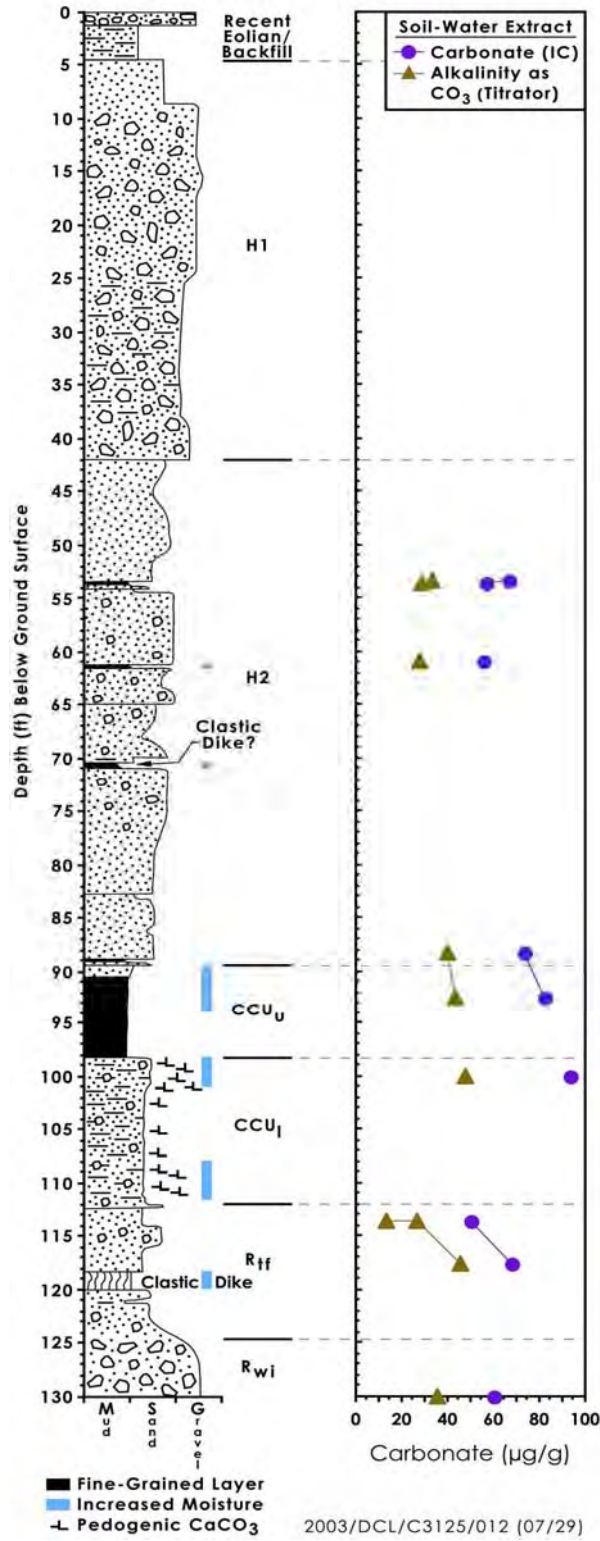 0
5
10
15
20
25
30
35
40
45
50
55
60
65
70
75
80
85
90
95
100
105
110
115
120
125
130
Depth (ft) Below Ground Surface
Mud
Sand
Gravel
Recent
Eolian/
Backfill
H1
H2
Clastic
Dike?
CCUu
CCUl
Rtf
Clastic Dike
Rwi
Soil-Water Extract
Carbonate (IC)
Alkalinity as
CO3 (Titrator)
0 20 40 60 80 100
Carbonate (µg/g)
Fine-Grained Layer
Increased Moisture
Pedogenic CaCO3
2003/DCL/C3125/012 (07/29)